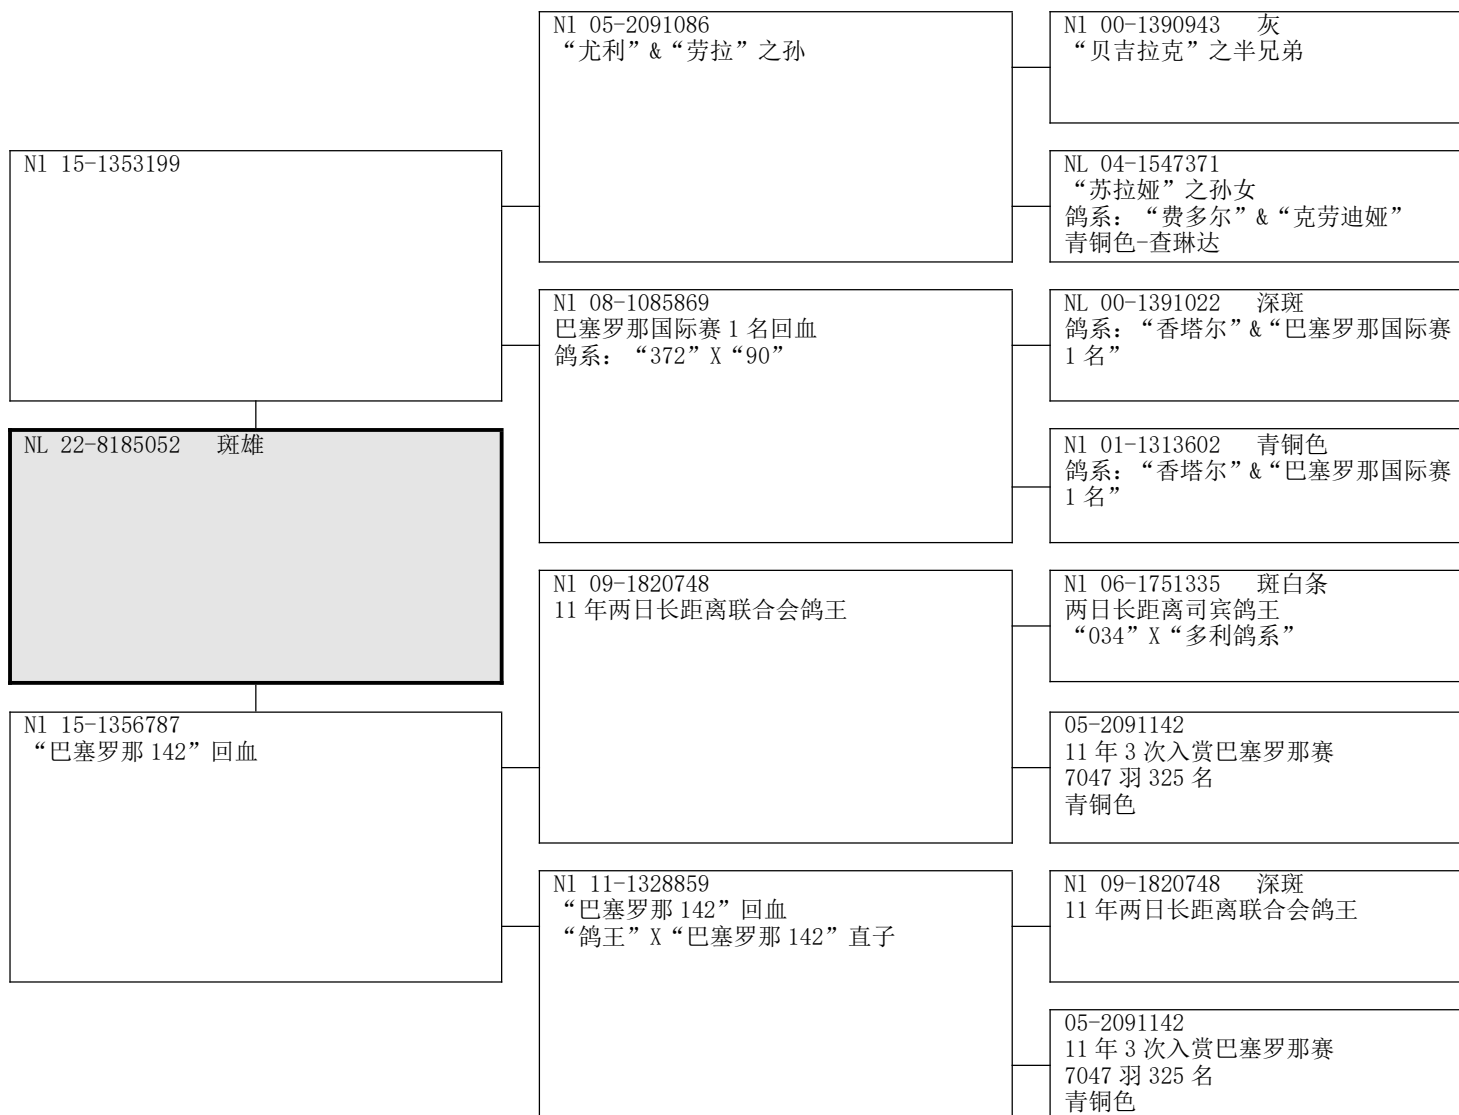 Nl 05-2091086
“尤利”&“劳拉”之孙
Nl 00-1390943 灰
“贝吉拉克”之半兄弟
Nl 15-1353199
NL 04-1547371
“苏拉娅”之孙女
鸽系：“费多尔”&“克劳迪娅”
青铜色-查琳达
Nl 08-1085869
巴塞罗那国际赛 1 名回血
鸽系：“372”X“90”
NL 00-1391022 深斑
鸽系：“香塔尔”&“巴塞罗那国际赛
1 名”
NL 22-8185052 斑雄
Nl 01-1313602 青铜色
鸽系：“香塔尔”&“巴塞罗那国际赛
1 名”
Nl 09-1820748
11 年两日长距离联合会鸽王
Nl 06-1751335 斑白条
两日长距离司宾鸽王
“034”X“多利鸽系”
Nl 15-1356787
“巴塞罗那 142”回血
05-2091142
11 年 3 次入赏巴塞罗那赛
7047 羽 325 名
青铜色
Nl 11-1328859
“巴塞罗那 142”回血
“鸽王”X“巴塞罗那 142”直子
Nl 09-1820748 深斑
11 年两日长距离联合会鸽王
05-2091142
11 年 3 次入赏巴塞罗那赛
7047 羽 325 名
青铜色